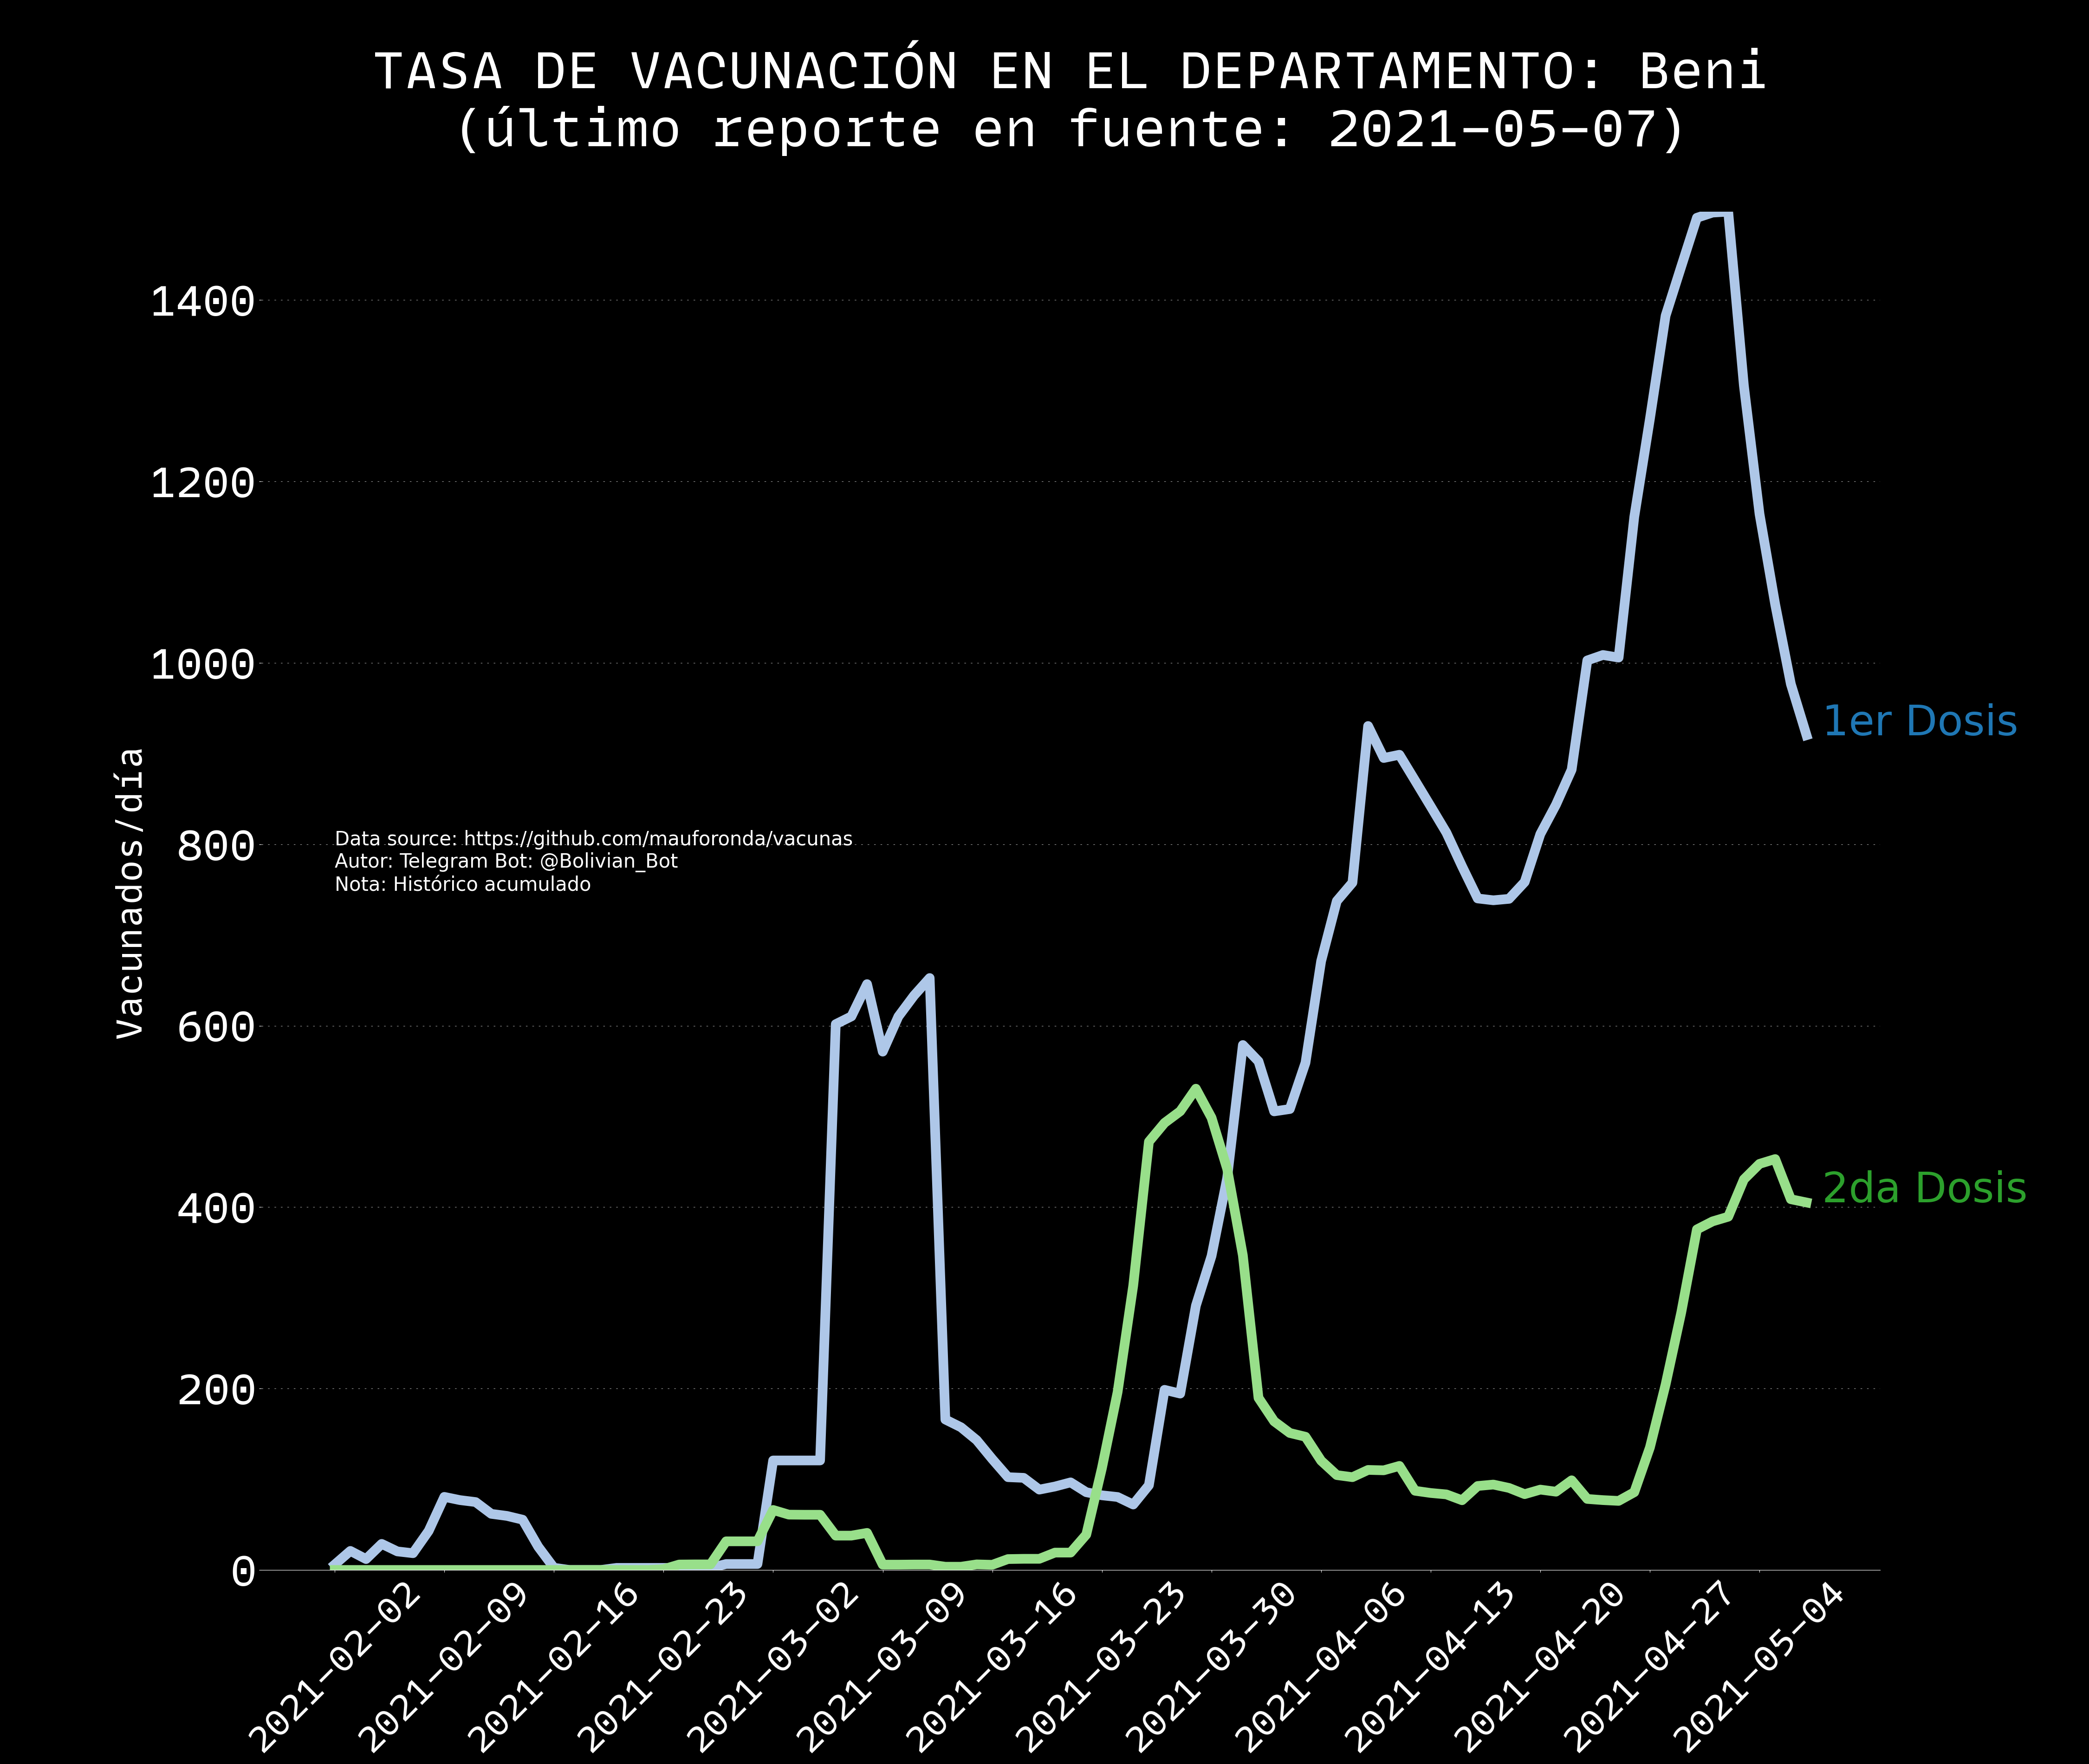 TASA DE VACUNACIÓN EN EL DEPARTAMENTO: Beni
(último reporte en fuente: 2021-05-07)
1400
1200
1000
800
600
400
200
0
Vacunados/día
Data source: https://github.com/mauforonda/vacunas
Autor: Telegram Bot: @Bolivian_Bot
Nota: Histórico acumulado
1er Dosis
2da Dosis
2021-02-02
2021-02-09
2021-02-16
2021-02-23
2021-03-02
2021-03-09
2021-03-16
2021-03-23
2021-03-30
2021-04-06
2021-04-13
2021-04-20
2021-04-27
2021-05-04